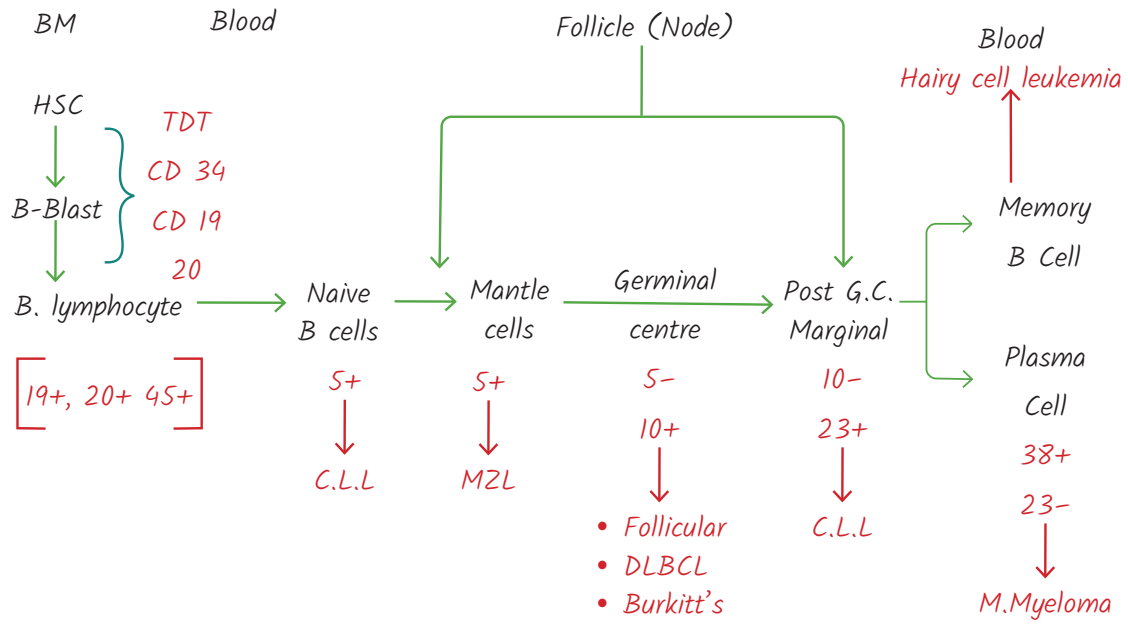 BM
Blood
Follicle (Node)
Blood
Hairy cell leukemia
HSC
TDT
CD 34
B-Blast
CD 19
20
B. lymphocyte
[19+, 20+ 45+]
Naive
B cells
5+
C.L.L
Mantle
cells
5+
MZL
Germinal
centre
5-
10+
• Follicular
• DLBCL
• Burkitt's
Post G.C.
Marginal
10-
23+
C.L.L
Memory
B Cell
Plasma
Cell
38+
23-
M.Myeloma